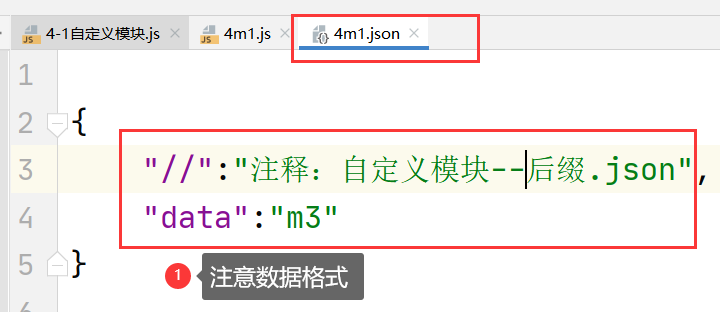 4-1自定义模块.js × 4m1.js × 4m1.json ×
1
2 {
3 "//":"注释：自定义模块--后缀.json",
4 "data":"m3"
5 }
1 注意数据格式